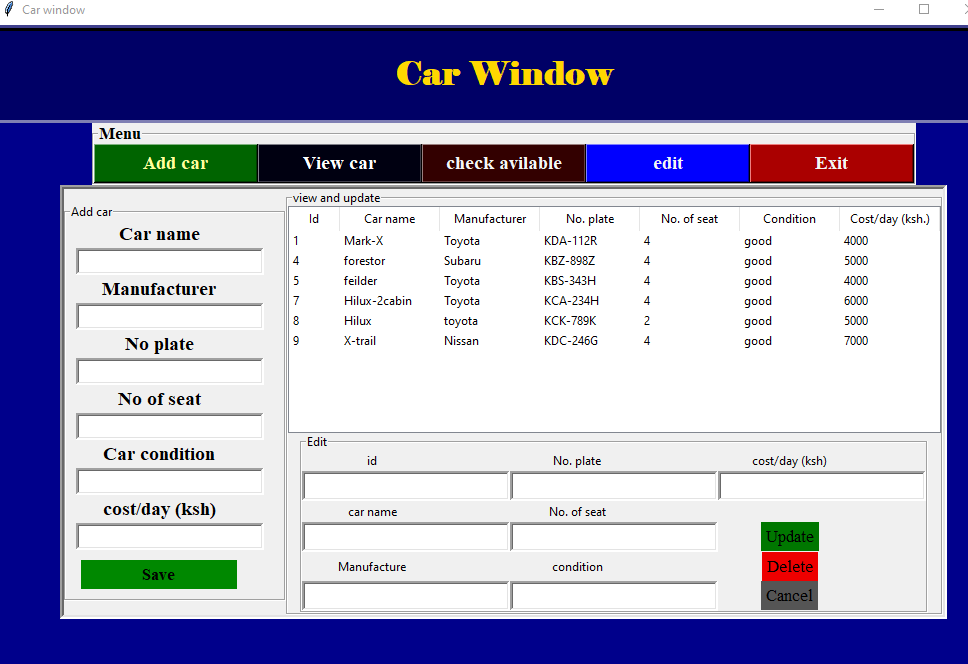 Car window
Car Window
Menu
Add car View car check avilable edit Exit
Add car
Car name
Manufacturer
No plate
No of seat
Car condition
cost/day (ksh)
Save
view and update
Id Car name Manufacturer No. plate No. of seat Condition Cost/day (ksh.)
1 Mark-X Toyota KDA-112R 4 good 4000
4 forestor Subaru KBZ-898Z 4 good 5000
5 feilder Toyota KBS-343H 4 good 4000
7 Hilux-2cabin Toyota KCA-234H 4 good 6000
8 Hilux toyota KCK-789K 2 good 5000
9 X-trail Nissan KDC-246G 4 good 7000
Edit
id No. plate cost/day (ksh)
car name No. of seat
Update
Manufacture condition
Delete
Cancel